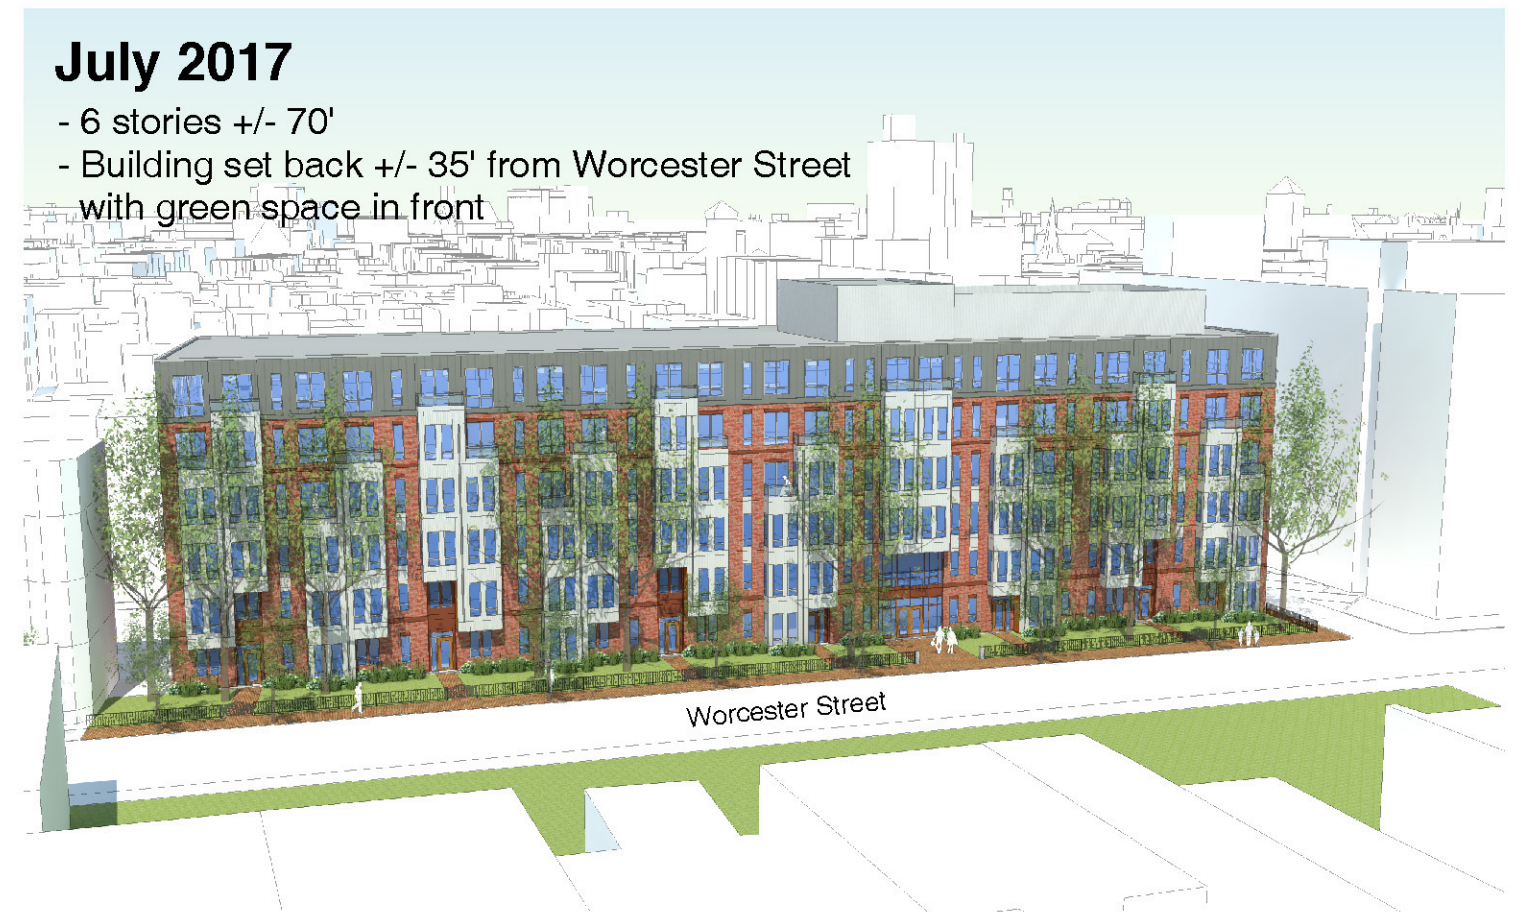 July 2017
- 6 stories +/- 70'
- Building set back +/- 35' from Worcester Street
with green space in front
Worcester Street